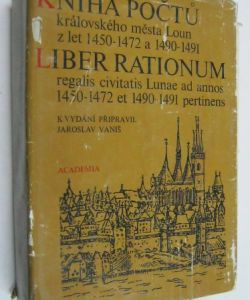 KNIHA POČTŮ
královského města Loun
z let 1450-1472 a 1490-1491
LIBER RATIONUM
regalis civitatis Lunae ad annos
1450-1472 et 1490-1491 pertinens
K VYDÁNÍ PŘIPRAVIL
JAROSLAV VANIŠ
ACADEMIA